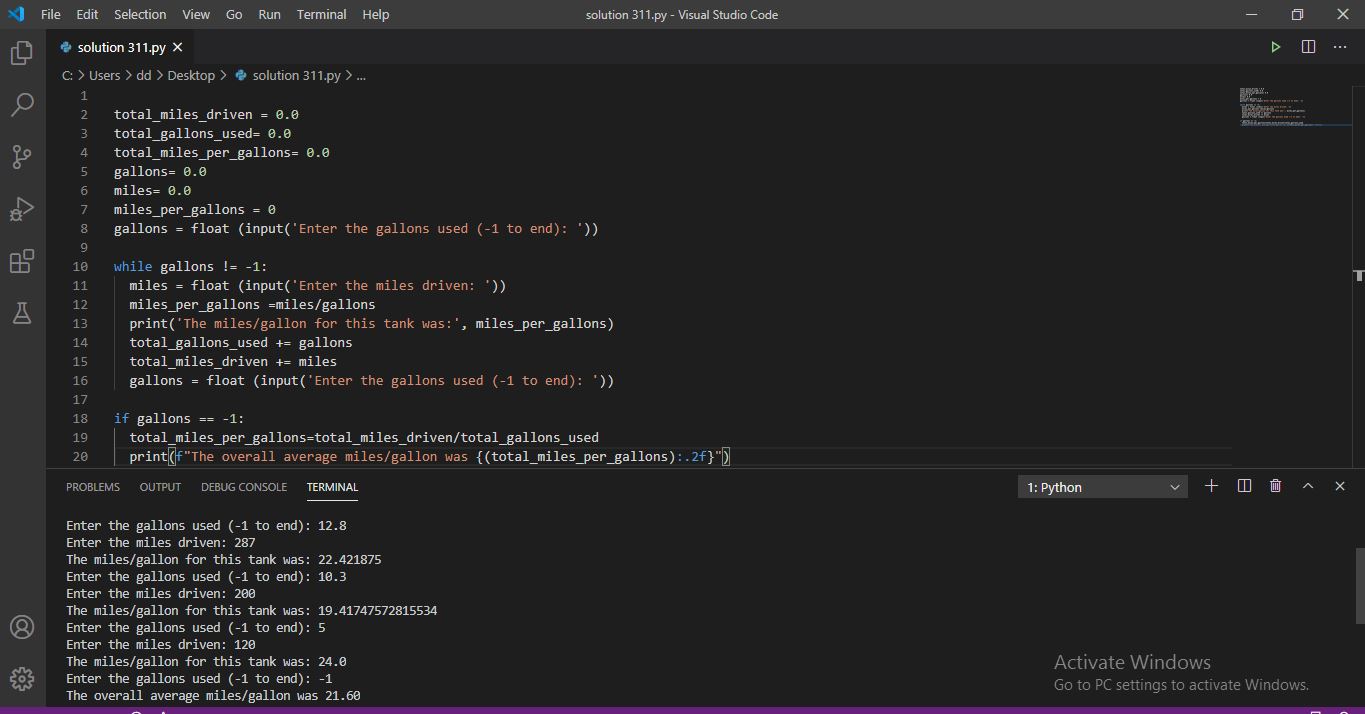 File Edit Selection View Go Run Terminal Help solution 311.py - Visual Studio Code
solution 311.py
C: > Users > dd > Desktop > solution 311.py > ...
1
2 total_miles_driven = 0.0
3 total_gallons_used= 0.0
4 total_miles_per_gallons= 0.0
5 gallons= 0.0
6 miles= 0.0
7 miles_per_gallons = 0
8 gallons = float (input('Enter the gallons used (-1 to end): '))
9
10 while gallons != -1:
11 miles = float (input('Enter the miles driven: '))
12 miles_per_gallons =miles/gallons
13 print('The miles/gallon for this tank was:', miles_per_gallons)
14 total_gallons_used += gallons
15 total_miles_driven += miles
16 gallons = float (input('Enter the gallons used (-1 to end): '))
17
18 if gallons == -1:
19 total_miles_per_gallons=total_miles_driven/total_gallons_used
20 print(f"The overall average miles/gallon was {(total_miles_per_gallons):.2f}")
PROBLEMS OUTPUT DEBUG CONSOLE TERMINAL 1: Python
Enter the gallons used (-1 to end): 12.8
Enter the miles driven: 287
The miles/gallon for this tank was: 22.421875
Enter the gallons used (-1 to end): 10.3
Enter the miles driven: 200
The miles/gallon for this tank was: 19.41747572815534
Enter the gallons used (-1 to end): 5
Enter the miles driven: 120
The miles/gallon for this tank was: 24.0
Enter the gallons used (-1 to end): -1
The overall average miles/gallon was 21.60
Activate Windows
Go to PC settings to activate Windows.